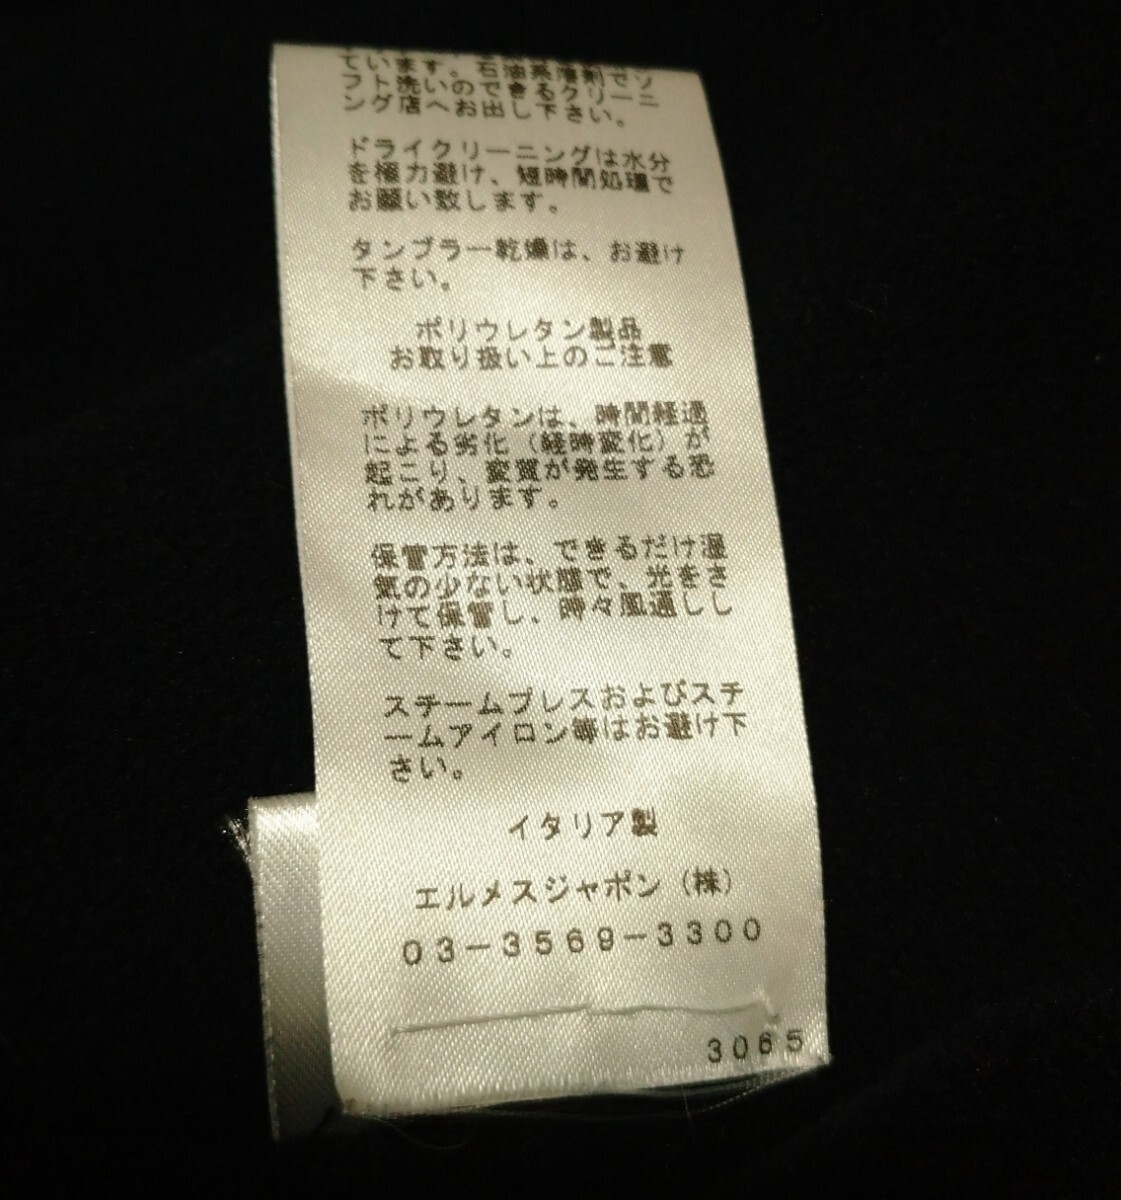 ています。石油系溶剤でソ
フト洗いのできるクリーニ
ング店へお出し下さい。
ドライクリーニングは水分
を極力避け、短時間処理で
お願い致します。
タンブラー乾燥は、お避け
下さい。
ポリウレタン製品
お取り扱い上のご注意
ポリウレタンは、時間経過
による劣化（経時変化）が
起こり、変質が発生する恐
れがあります。
保管方法は、できるだけ湿
気の少ない状態で、光をさ
けて保管し、時々風通しし
て下さい。
スチームプレスおよびスチ
ームアイロン等はお避け下
さい。
イタリア製
エルメスジャポン（株）
03-3569-3300
3065